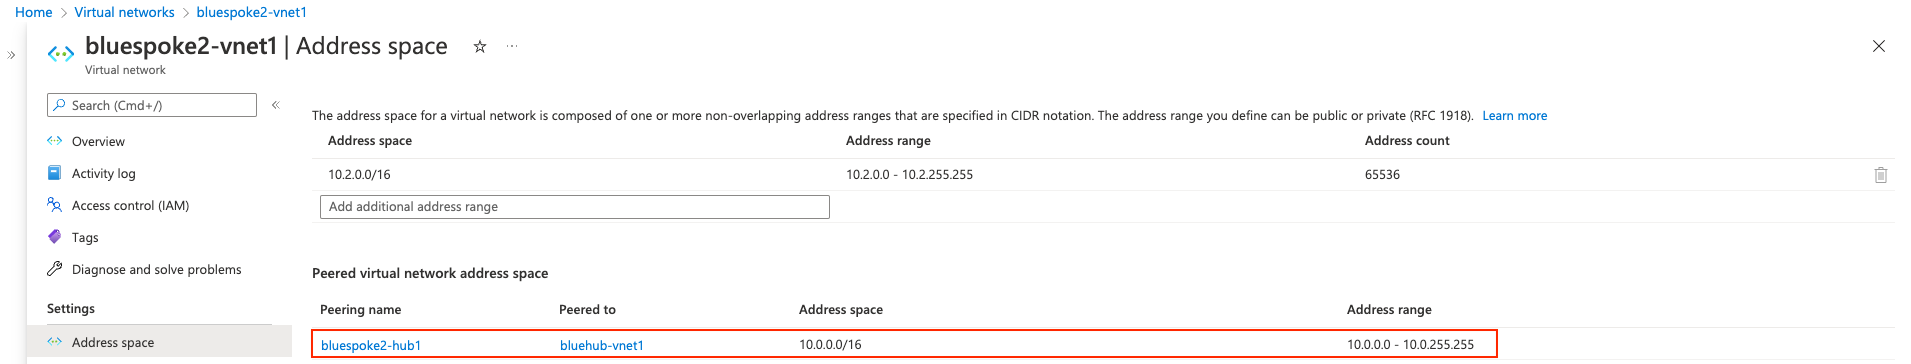 Home > Virtual networks > bluespoke2-vnet1
bluespoke2-vnet1 | Address space
Virtual network
Search (Cmd+/)
Overview
Activity log
Access control (IAM)
Tags
Diagnose and solve problems
Settings
Address space
The address space for a virtual network is composed of one or more non-overlapping address ranges that are specified in CIDR notation. The address range you define can be public or private (RFC 1918). Learn more
Address space Address range Address count
10.2.0.0/16 10.2.0.0 - 10.2.255.255 65536
Add additional address range
Peered virtual network address space
Peering name Peered to Address space Address range
bluespoke2-hub1 bluehub-vnet1 10.0.0.0/16 10.0.0.0 - 10.0.255.255